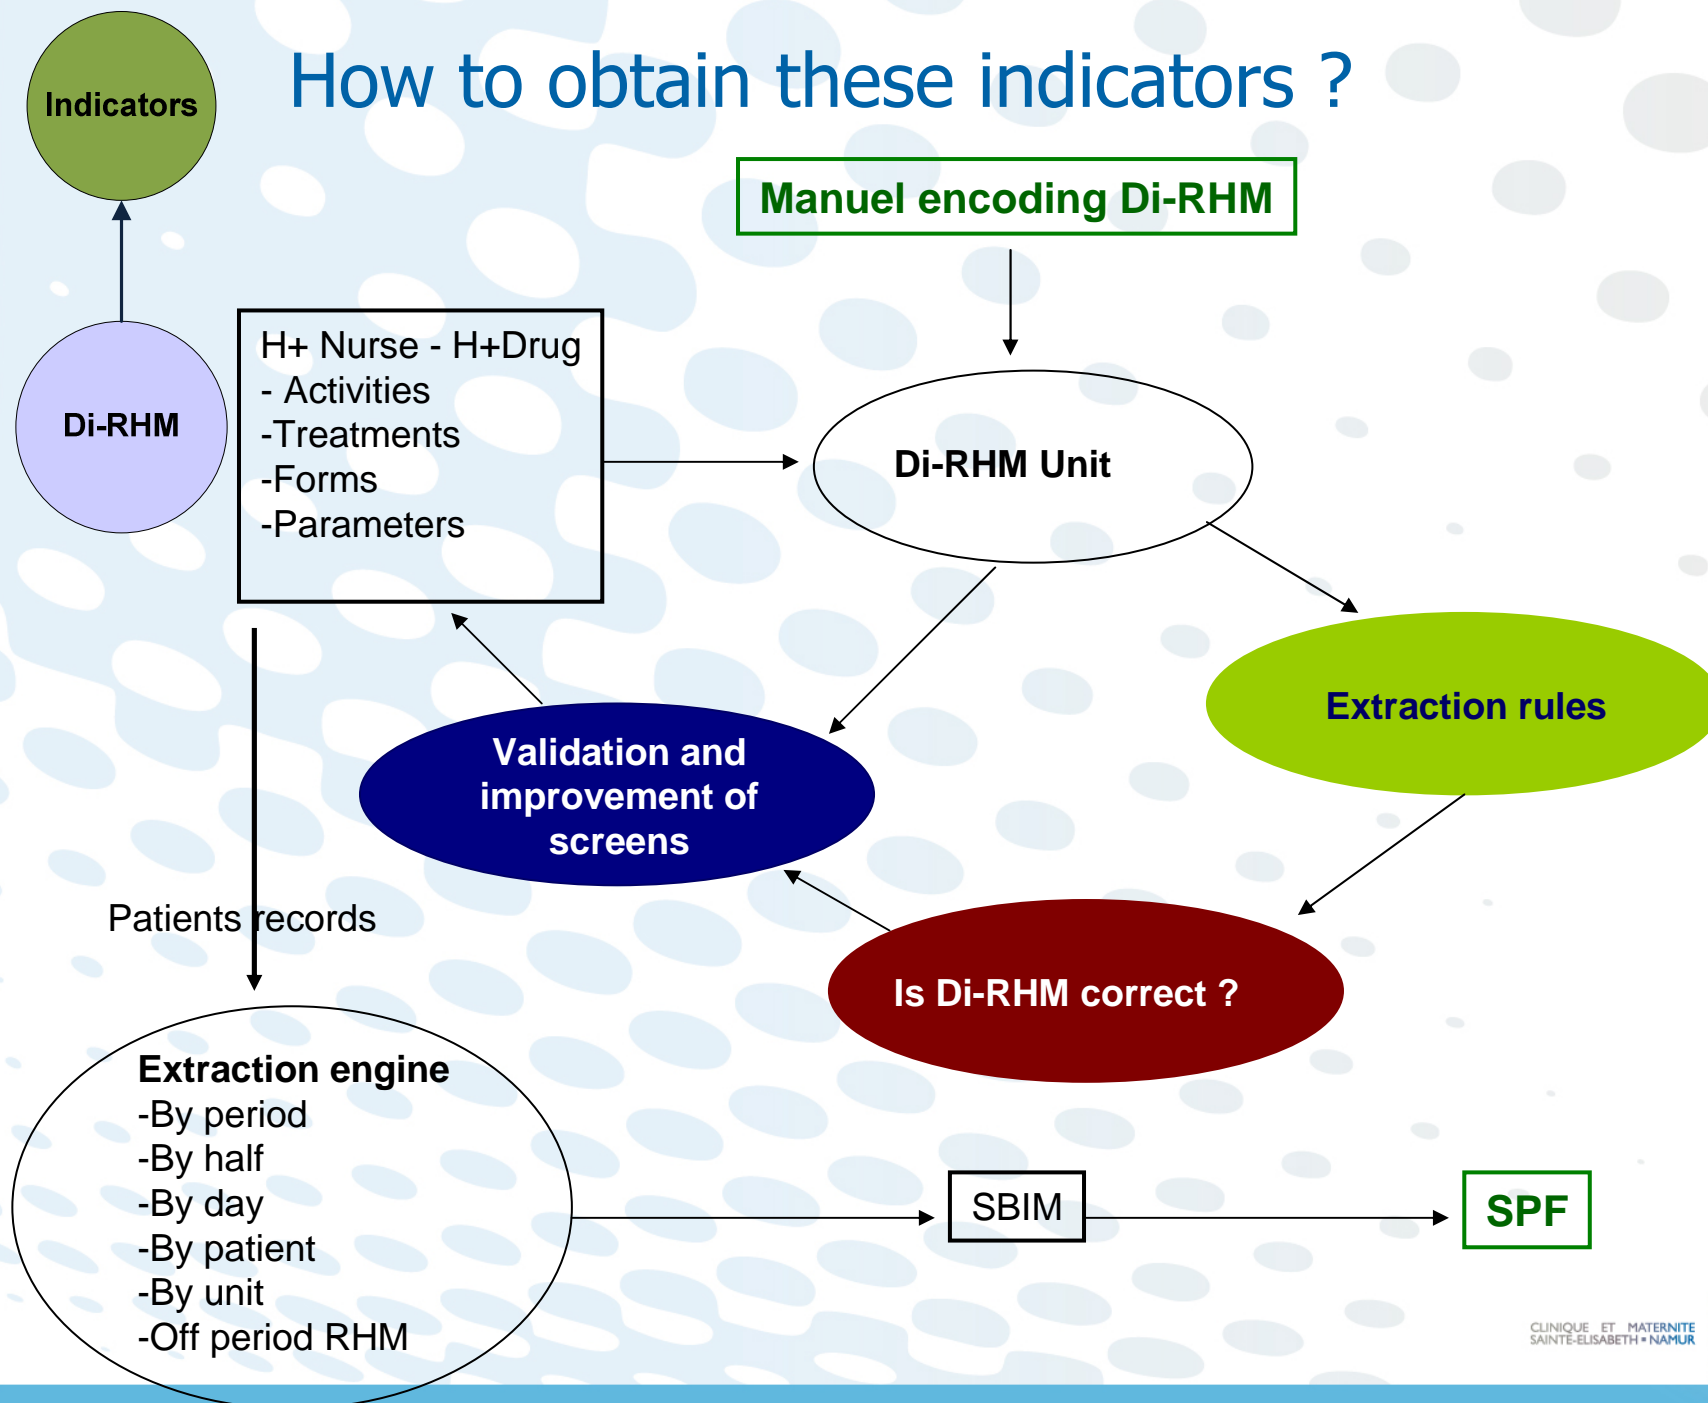 How to obtain these indicators ?
Indicators
Manuel encoding Di-RHM
Di-RHM
H+ Nurse - H+Drug
- Activities
-Treatments
-Forms
-Parameters
Di-RHM Unit
Extraction rules
Validation and
improvement of
screens
Patients records
Is Di-RHM correct ?
Extraction engine
-By period
-By half
-By day
-By patient
-By unit
-Off period RHM
SBIM
SPF
CLINIQUE ET MATERNITE
SAINTE-ELISABETH ▪ NAMUR